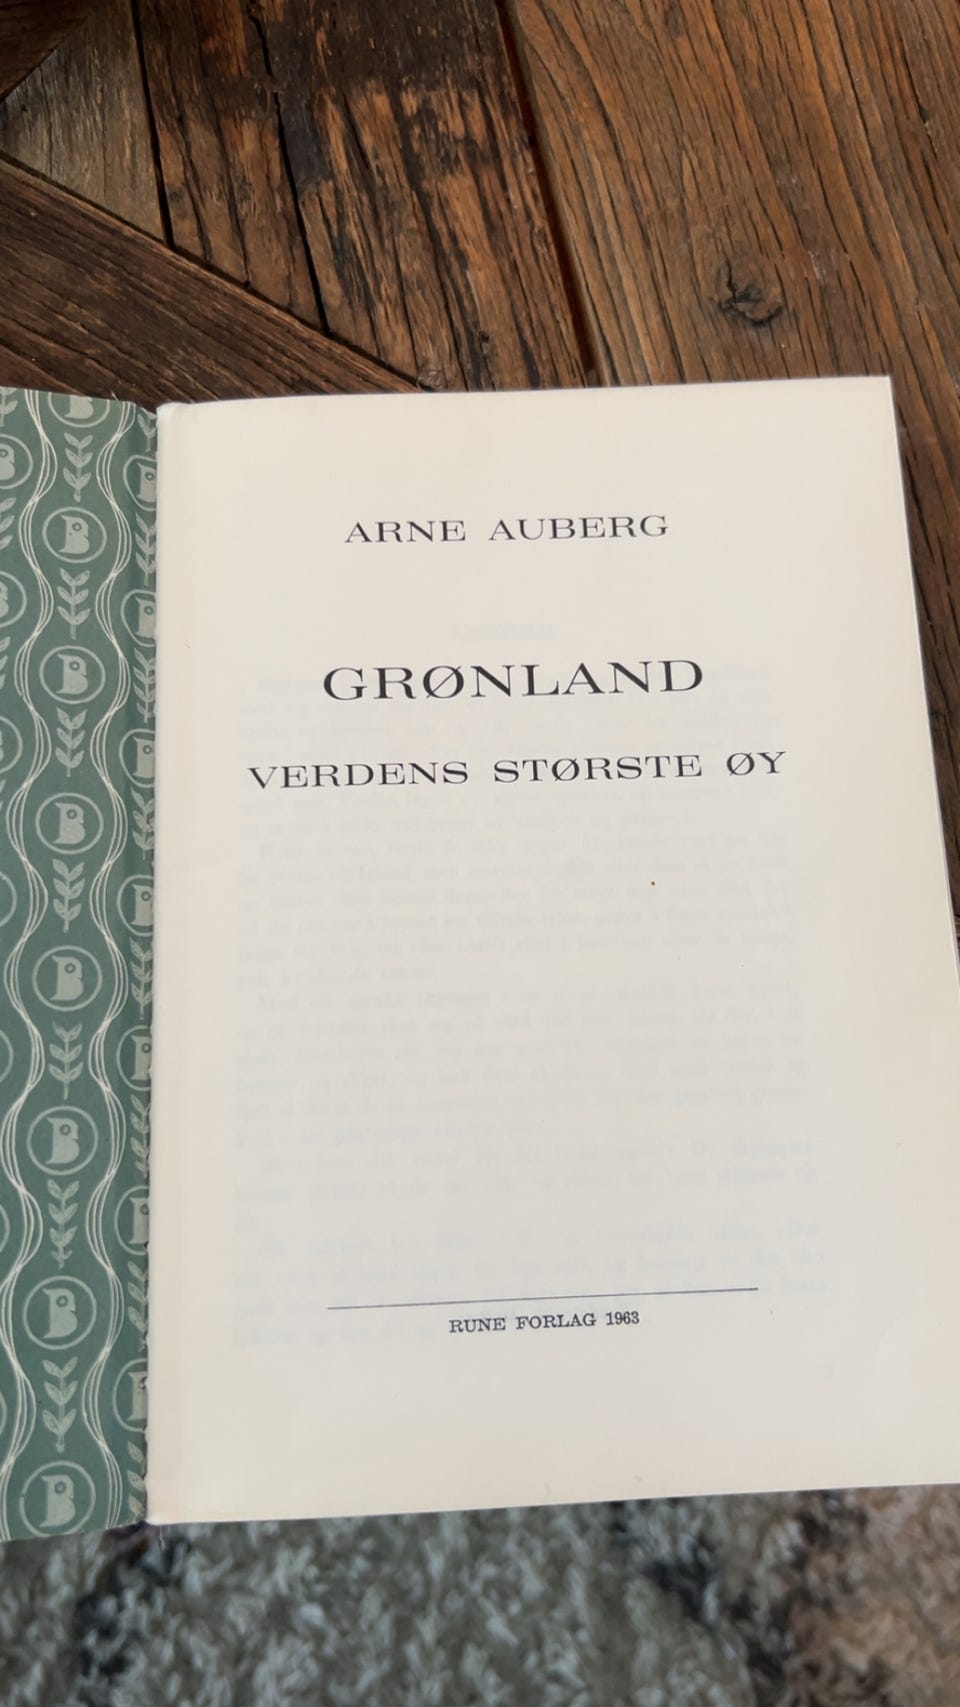 ARNE AUBERG
GRØNLAND
VERDENS STØRSTE ØY
RUNE FORLAG 1963